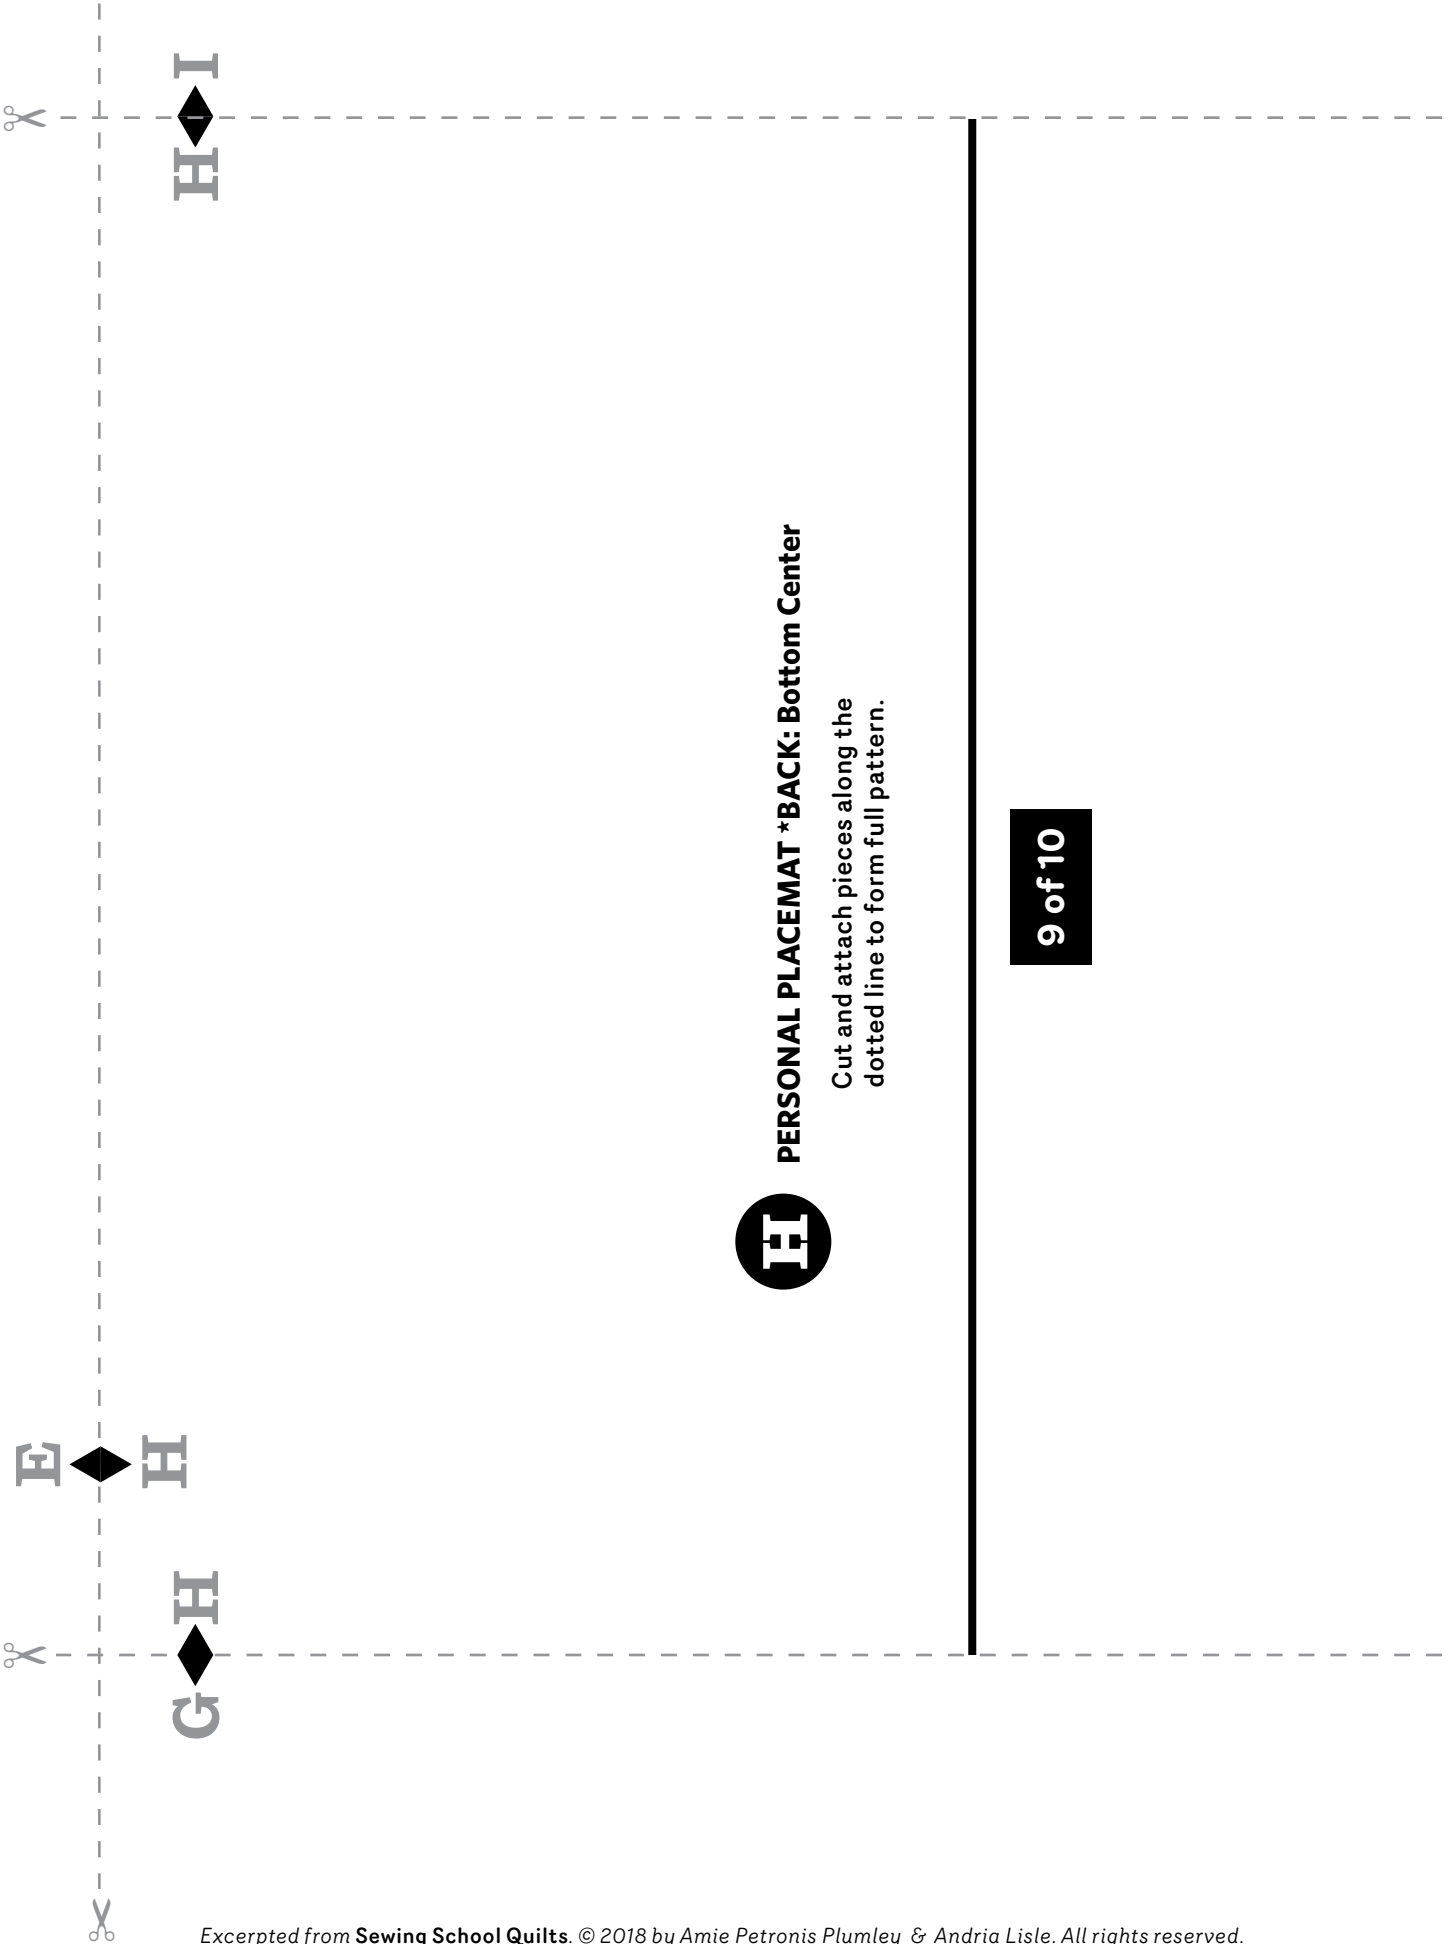 E
H
G H
H I
H
PERSONAL PLACEMAT *BACK: Bottom Center
Cut and attach pieces along the
dotted line to form full pattern.
9 of 10
Excerpted from Sewing School Quilts. © 2018 by Amie Petronis Plumley & Andria Lisle. All rights reserved.